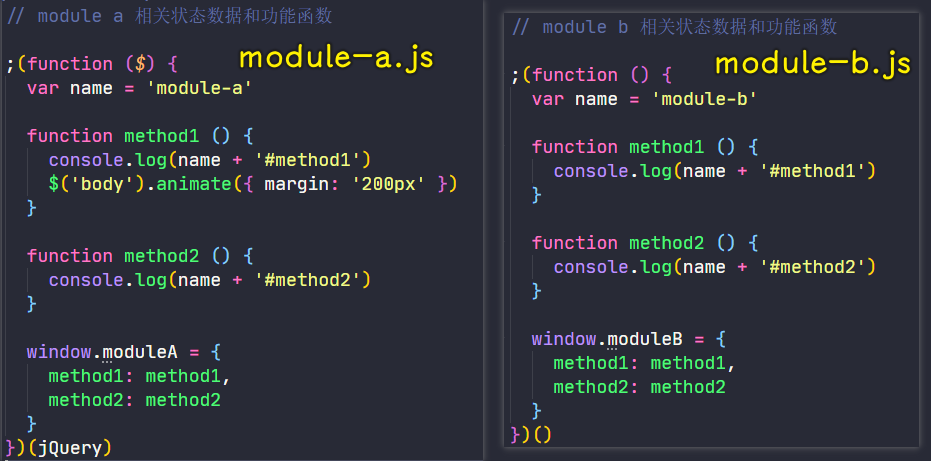 // module a 相关状态数据和功能函数
module-a.js
;(function ($) {
var name = 'module-a'
function method1 () {
console.log(name + '#method1')
$('body').animate({ margin: '200px' })
}
function method2 () {
console.log(name + '#method2')
}
window.moduleA = {
method1: method1,
method2: method2
}
})(jQuery)
// module b 相关状态数据和功能函数
module-b.js
;(function () {
var name = 'module-b'
function method1 () {
console.log(name + '#method1')
}
function method2 () {
console.log(name + '#method2')
}
window.moduleB = {
method1: method1,
method2: method2
}
})()